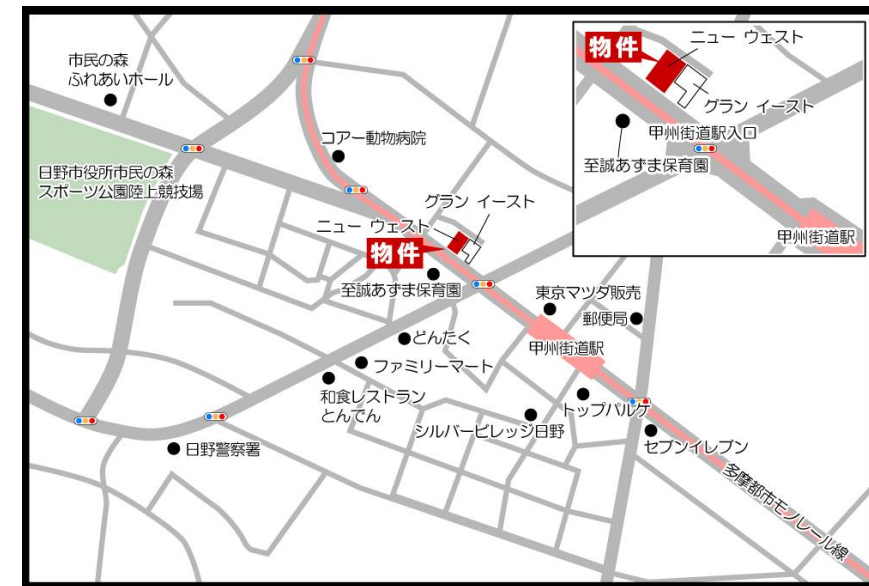 市民の森
ふれあいホール
コアー動物病院
日野市役所市民の森
スポーツ公園陸上競技場
グラン イースト
ニュー ウェスト
物件
至誠あずま保育園
東京マツダ販売
郵便局
どんたく
甲州街道駅
ファミリーマート
和食レストラン
とんでん
トップパルケ
シルバービレッジ日野
セブンイレブン
日野警察署
多摩都市モノレール線
ニュー ウェスト
物件
グラン イースト
甲州街道駅入口
至誠あずま保育園
甲州街道駅